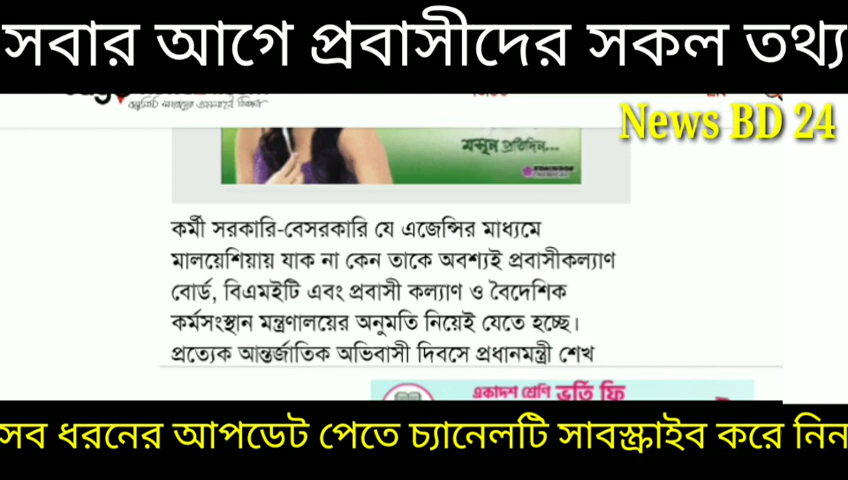 সবার আগে প্রবাসীদের সকল তথ্য
News BD 24
মসৃন প্রতিদিন...
কর্মী সরকারি-বেসরকারি যে এজেন্সির মাধ্যমে
মালয়েশিয়ায় যাক না কেন তাকে অবশ্যই প্রবাসীকল্যাণ
বোর্ড, বিএমইটি এবং প্রবাসী কল্যাণ ও বৈদেশিক
কর্মসংস্থান মন্ত্রণালয়ের অনুমতি নিয়েই যেতে হচ্ছে।
প্রত্যেক আন্তর্জাতিক অভিবাসী দিবসে প্রধানমন্ত্রী শেখ
একাদশ শ্রেণি ভর্তি ফি
সব ধরনের আপডেট পেতে চ্যানেলটি সাবস্ক্রাইব করে নিন